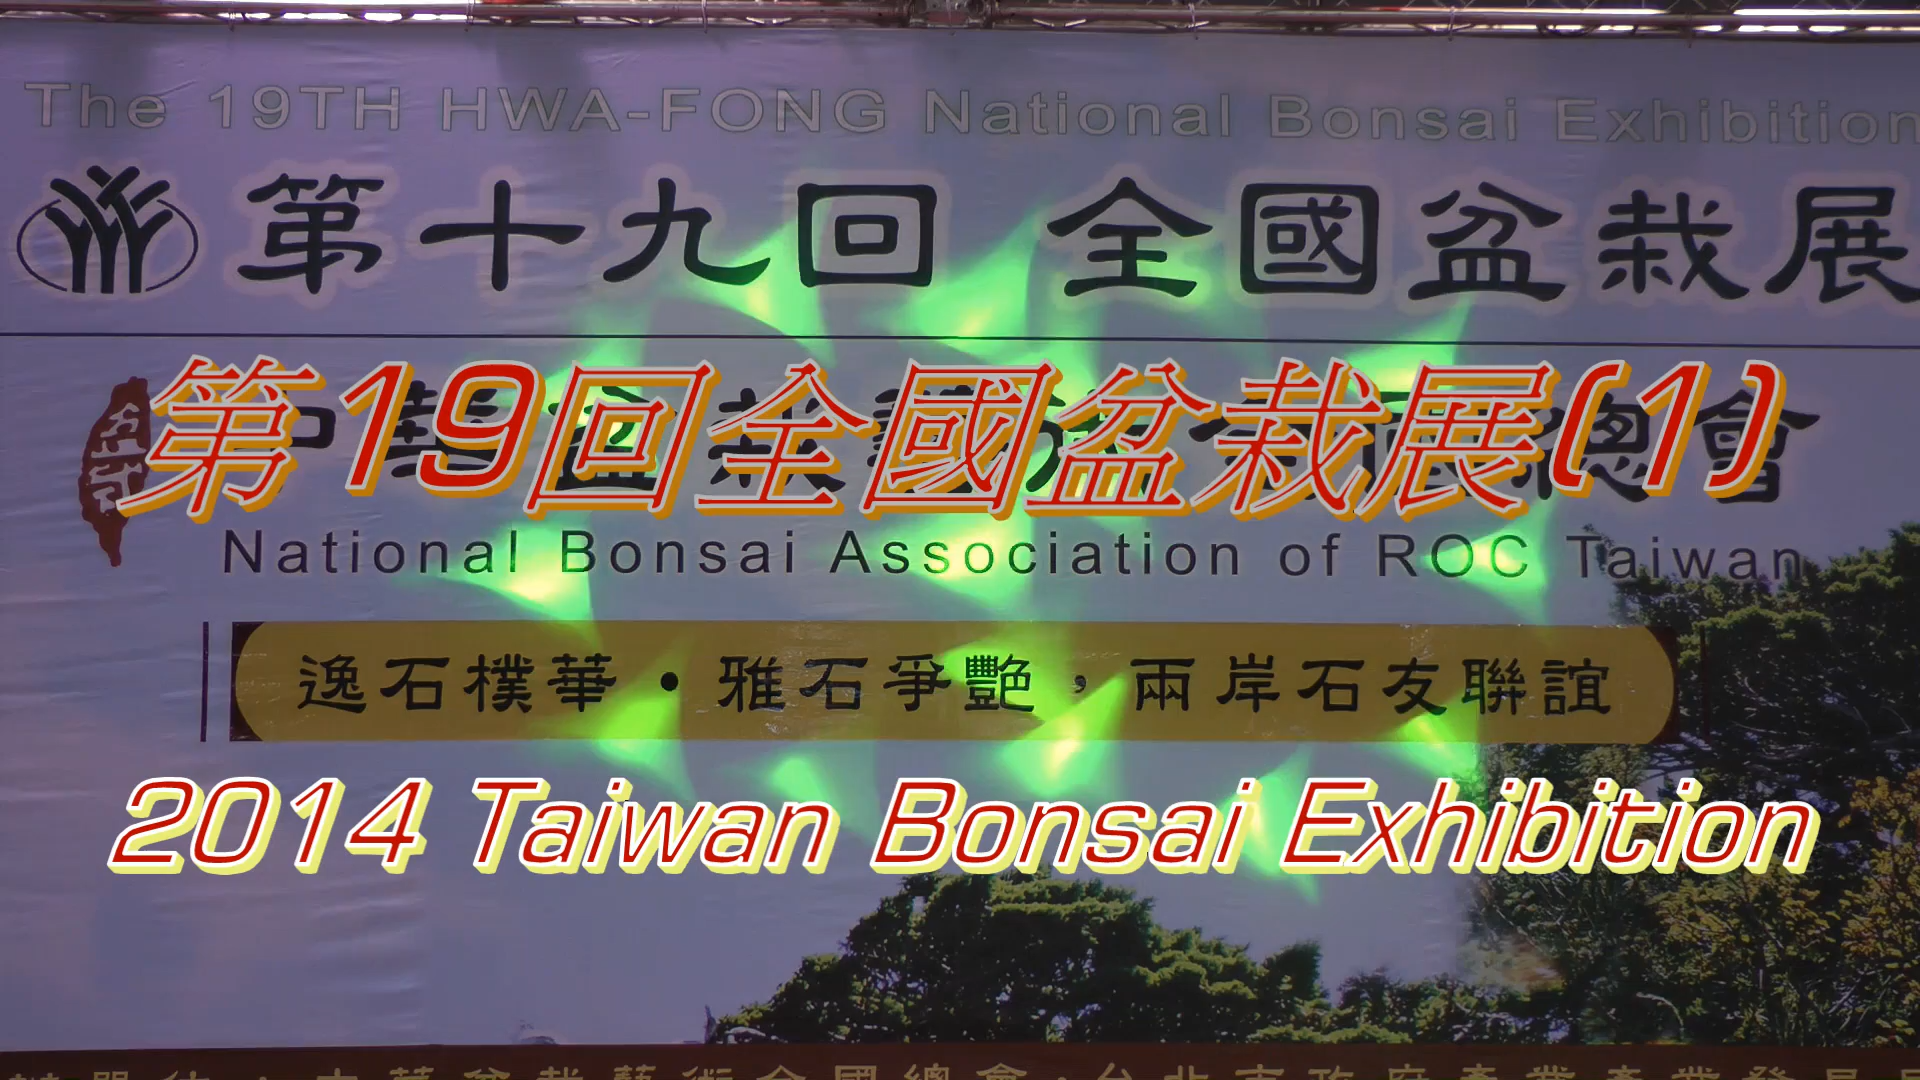 The 19TH HWA-FONG National Bonsai Exhibition
第十九回 全國盆栽展
第19回全國盆栽展(1)
National Bonsai Association of ROC Taiwan
逸石樸華•雅石爭艷,兩岸石友聯誼
2014 Taiwan Bonsai Exhibition